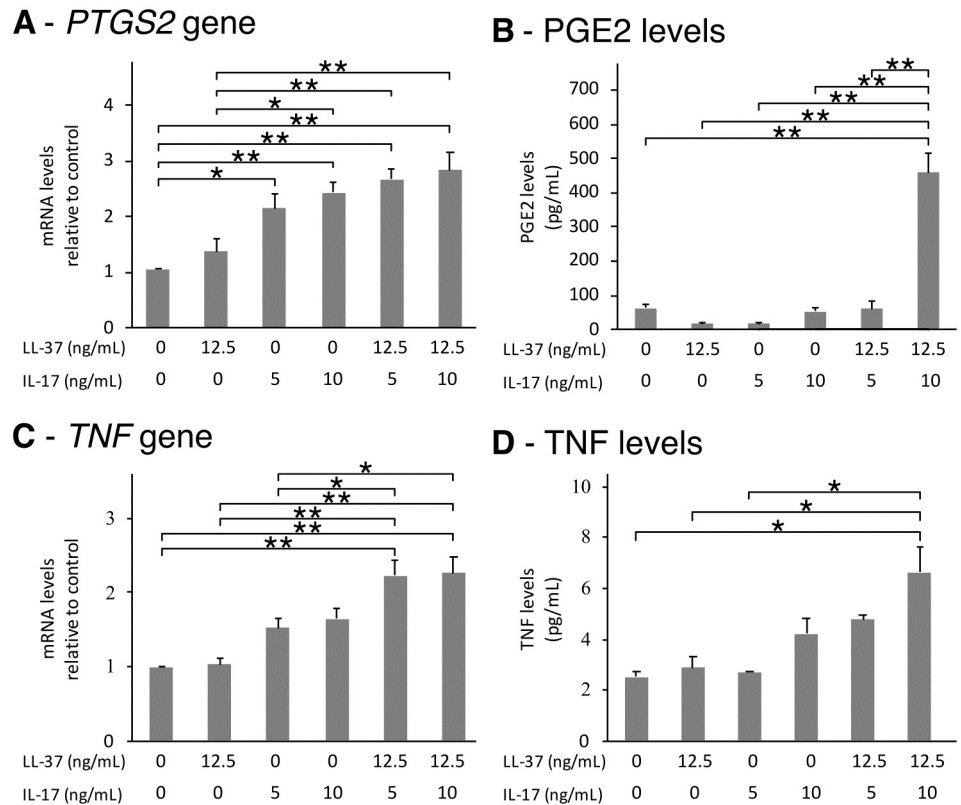 A - PTGS2 gene
mRNA levels
relative to control
4
3
2
1
0
**
**
*
**
**
**
*
LL-37 (ng/mL) 0 12.5 0 0 12.5 12.5
IL-17 (ng/mL) 0 0 5 10 5 10
B - PGE2 levels
PGE2 levels
(pg/mL)
700
600
500
400
300
200
100
0
**
**
**
**
**
LL-37 (ng/mL) 0 12.5 0 0 12.5 12.5
IL-17 (ng/mL) 0 0 5 10 5 10
C - TNF gene
mRNA levels
relative to control
3
2
1
0
*
*
**
**
**
**
LL-37 (ng/mL) 0 12.5 0 0 12.5 12.5
IL-17 (ng/mL) 0 0 5 10 5 10
D - TNF levels
TNF levels
(pg/mL)
10
8
6
4
2
0
*
*
*
LL-37 (ng/mL) 0 12.5 0 0 12.5 12.5
IL-17 (ng/mL) 0 0 5 10 5 10